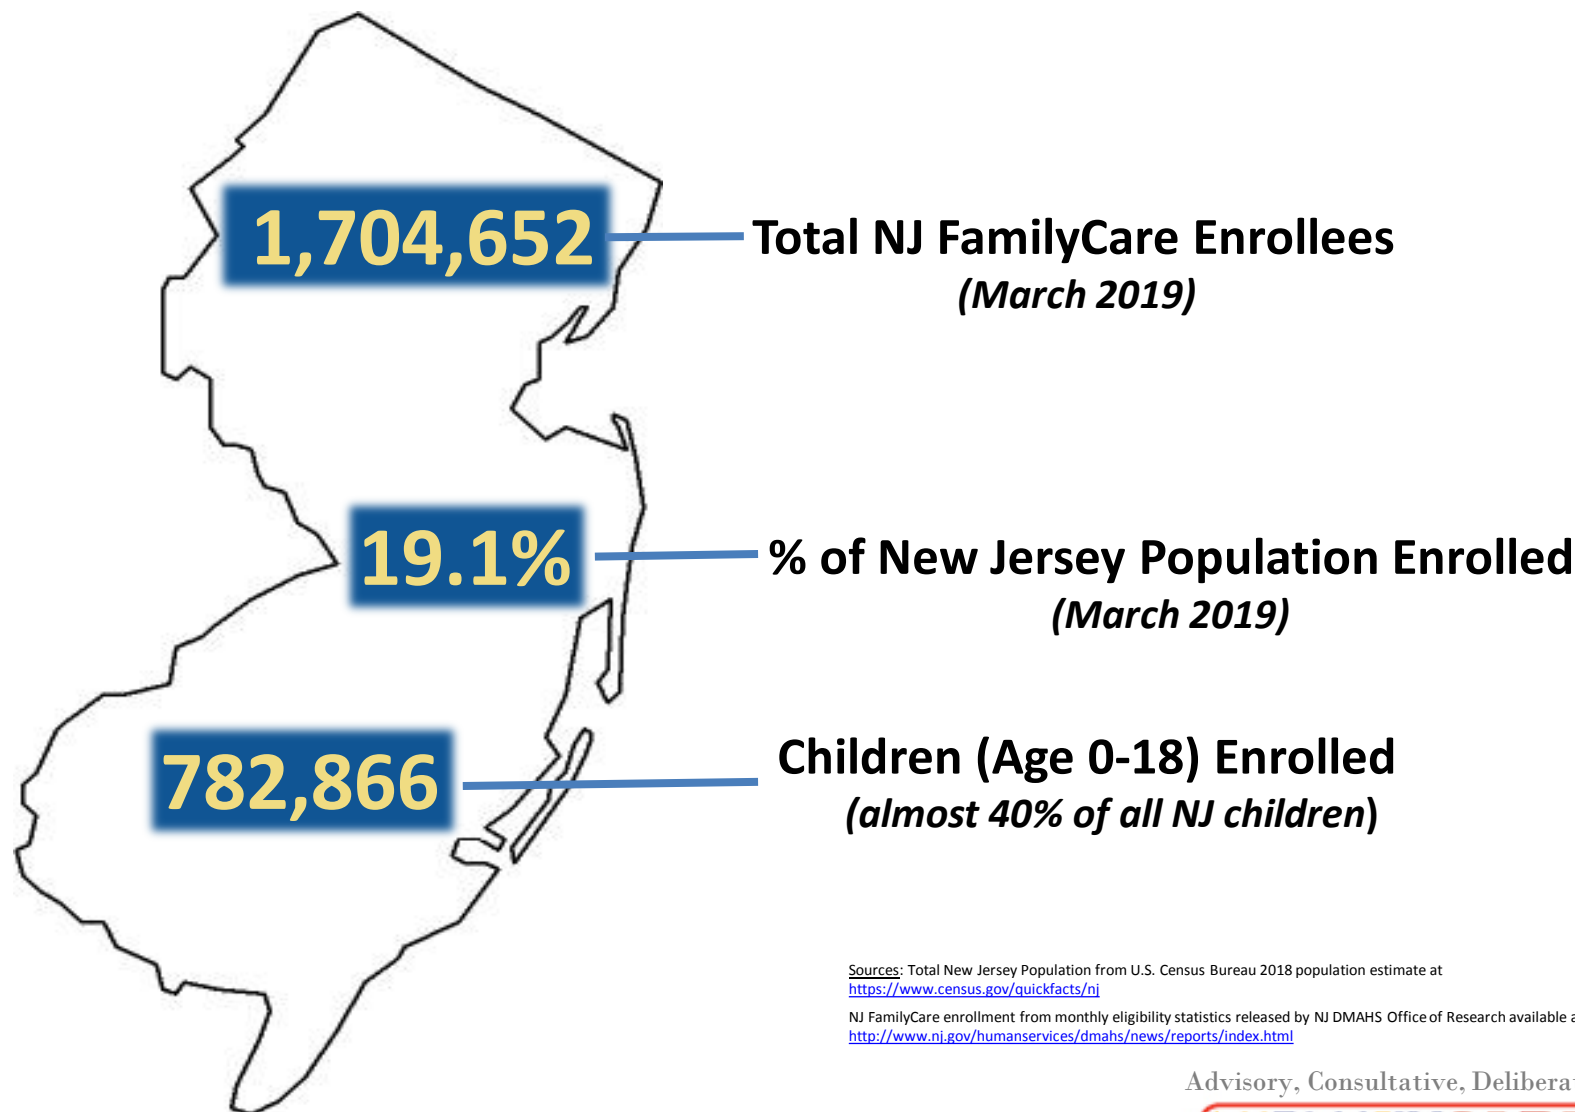 1,704,652
Total NJ FamilyCare Enrollees
(March 2019)
19.1%
% of New Jersey Population Enrolled
(March 2019)
782,866
Children (Age 0-18) Enrolled
(almost 40% of all NJ children)
Sources: Total New Jersey Population from U.S. Census Bureau 2018 population estimate at
https://www.census.gov/quickfacts/nj
NJ FamilyCare enrollment from monthly eligibility statistics released by NJ DMAHS Office of Research available a
http://www.nj.gov/humanservices/dmahs/news/reports/index.html
Advisory, Consultative, Deliberat